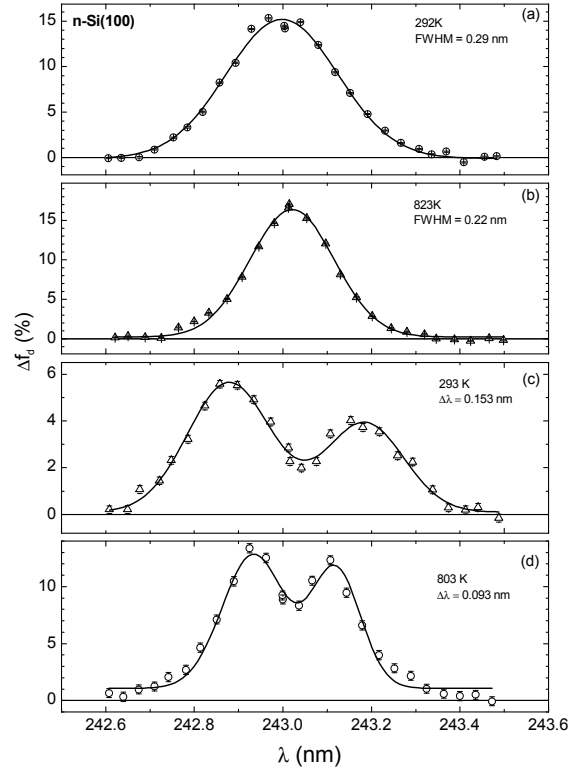 n-Si(100)
(a)
292K
FWHM = 0.29 nm
15
10
5
0
(b)
823K
FWHM = 0.22 nm
15
10
5
0
Δf_d (%)
(c)
293 K
Δλ = 0.153 nm
6
4
2
0
(d)
803 K
Δλ = 0.093 nm
10
5
0
242.6 242.8 243.0 243.2 243.4 243.6
λ (nm)